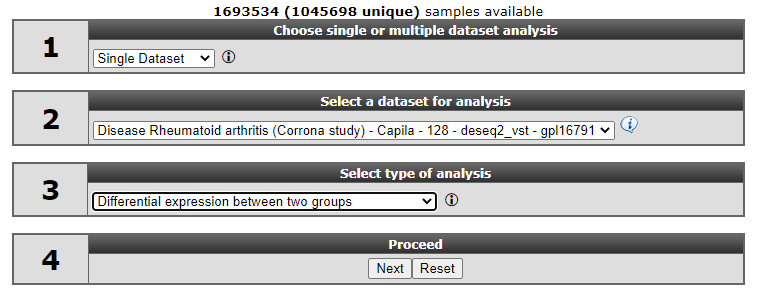 1693534 (1045698 unique) samples available
1
Choose single or multiple dataset analysis
Single Dataset
2
Select a dataset for analysis
Disease Rheumatoid arthritis (Corrona study) - Capila - 128 - deseq2_vst - gpl16791
3
Select type of analysis
Differential expression between two groups
4
Proceed
Next Reset